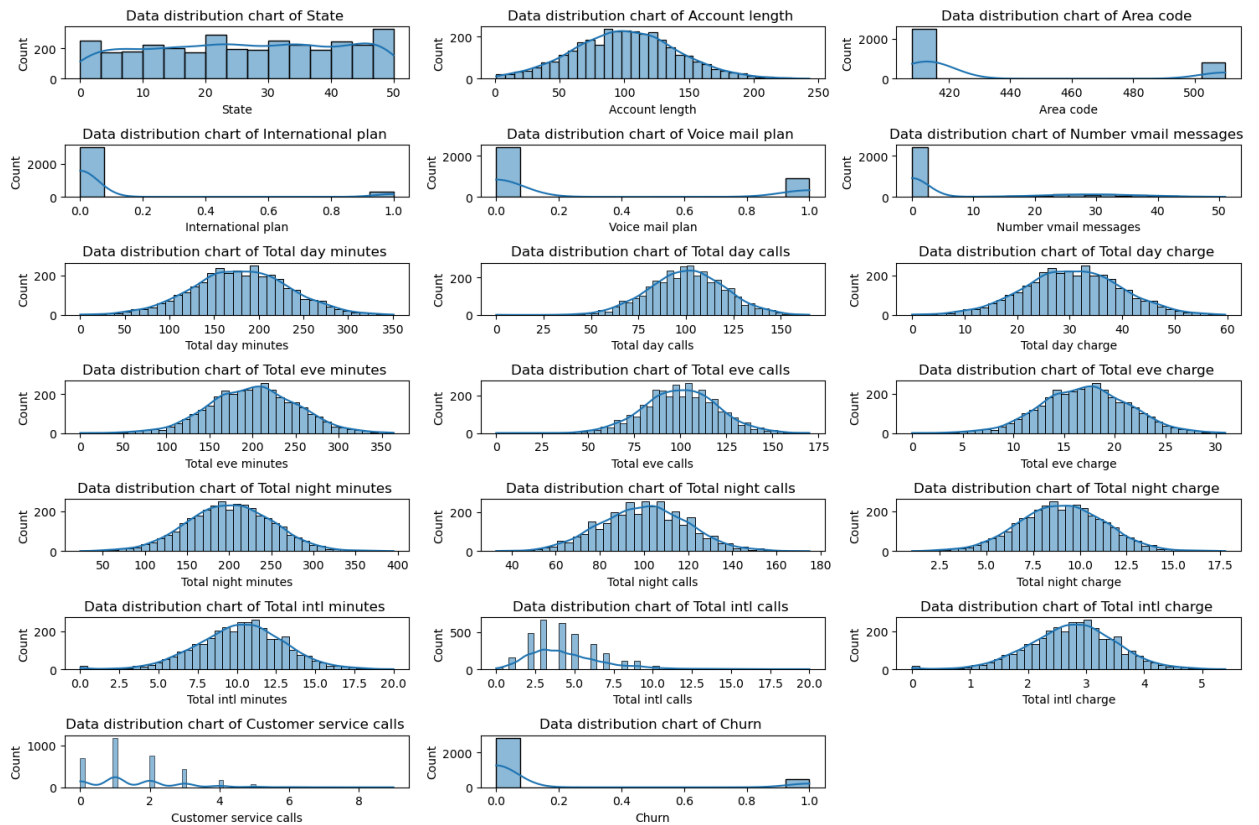 Data distribution chart of State
Count
200
0
0 10 20 30 40 50
State
Data distribution chart of Account length
Count
200
0
0 50 100 150 200 250
Account length
Data distribution chart of Area code
Count
2000
0
420 440 460 480 500
Area code
Data distribution chart of International plan
Count
2000
0
0.0 0.2 0.4 0.6 0.8 1.0
International plan
Data distribution chart of Voice mail plan
Count
2000
0
0.0 0.2 0.4 0.6 0.8 1.0
Voice mail plan
Data distribution chart of Number vmail messages
Count
2000
0
0 10 20 30 40 50
Number vmail messages
Data distribution chart of Total day minutes
Count
200
0
0 50 100 150 200 250 300 350
Total day minutes
Data distribution chart of Total day calls
Count
200
0
0 25 50 75 100 125 150
Total day calls
Data distribution chart of Total day charge
Count
200
0
0 10 20 30 40 50 60
Total day charge
Data distribution chart of Total eve minutes
Count
200
0
0 50 100 150 200 250 300 350
Total eve minutes
Data distribution chart of Total eve calls
Count
200
0
0 25 50 75 100 125 150 175
Total eve calls
Data distribution chart of Total eve charge
Count
200
0
0 5 10 15 20 25 30
Total eve charge
Data distribution chart of Total night minutes
Count
200
0
50 100 150 200 250 300 350 400
Total night minutes
Data distribution chart of Total night calls
Count
200
0
40 60 80 100 120 140 160 180
Total night calls
Data distribution chart of Total night charge
Count
200
0
2.5 5.0 7.5 10.0 12.5 15.0 17.5
Total night charge
Data distribution chart of Total intl minutes
Count
200
0
0.0 2.5 5.0 7.5 10.0 12.5 15.0 17.5 20.0
Total intl minutes
Data distribution chart of Total intl calls
Count
500
0
2.5 5.0 7.5 10.0 12.5 15.0 17.5 20.0
Total intl calls
Data distribution chart of Total intl charge
Count
200
0
0 1 2 3 4 5
Total intl charge
Data distribution chart of Customer service calls
Count
1000
0
0 2 4 6 8
Customer service calls
Data distribution chart of Churn
Count
2000
0
0.0 0.2 0.4 0.6 0.8 1.0
Churn